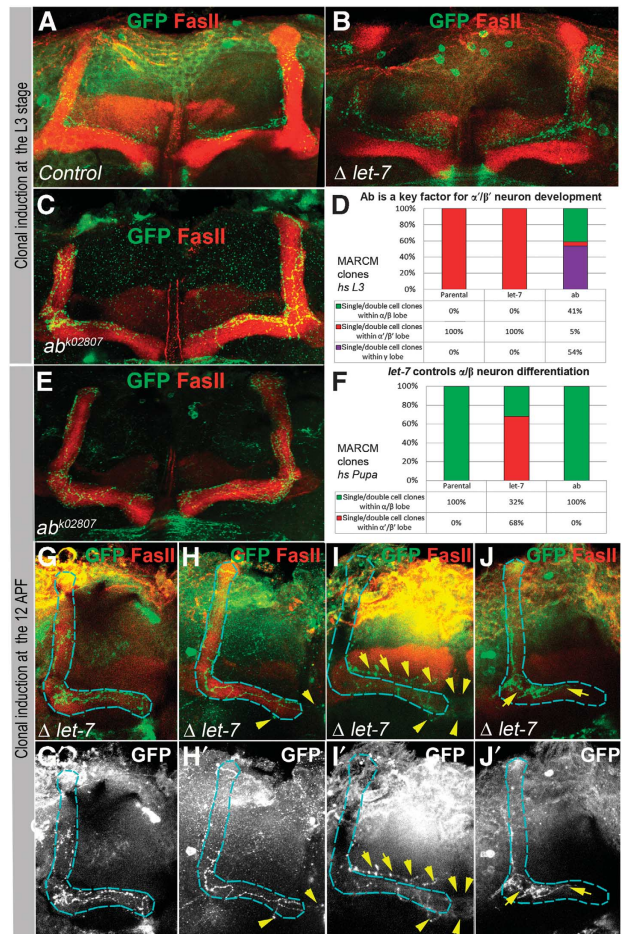 Clonal induction at the L3 stage
A
GFP FasII
Control
B
GFP FasII
Δ let-7
C
GFP FasII
ab k02807
D
Ab is a key factor for α'/β' neuron development
100%
80%
60%
40%
20%
0%
MARCM
clones
hs L3
Parental let-7 ab
Single/double cell clones within α/β lobe 0% 0% 41%
Single/double cell clones within α'/β' lobe 100% 100% 5%
Single/double cell clones within γ lobe 0% 0% 54%
Clonal induction at the 12 APF
E
GFP FasII
ab k02807
F
let-7 controls α/β neuron differentiation
100%
80%
60%
40%
20%
0%
MARCM
clones
hs Pupa
Parental let-7 ab
Single/double cell clones within α/β lobe 100% 32% 100%
Single/double cell clones within α'/β' lobe 0% 68% 0%
G
GFP FasII
Δ let-7
H
GFP FasII
Δ let-7
I
GFP FasII
Δ let-7
J
GFP FasII
Δ let-7
G'
GFP
H'
GFP
I'
GFP
J'
GFP